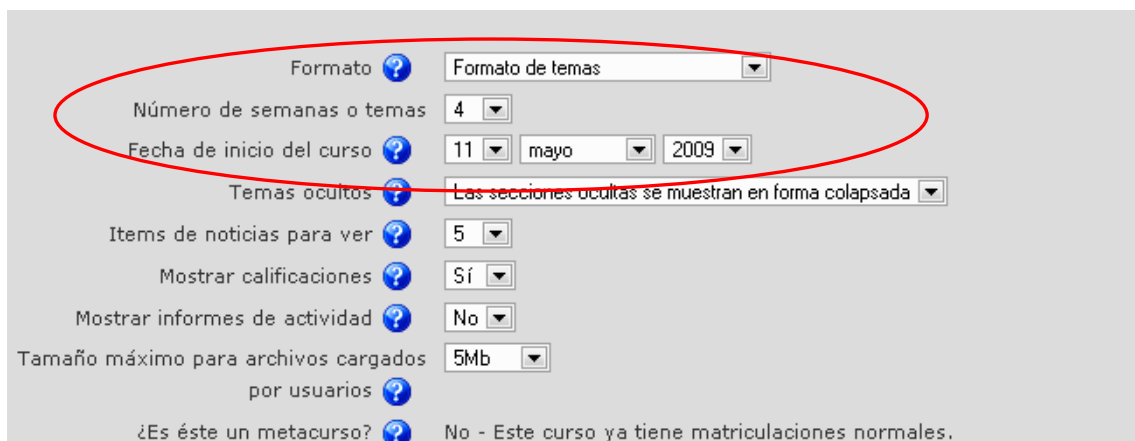 Formato Formato de temas
Número de semanas o temas 4
Fecha de inicio del curso 11 mayo 2009
Temas ocultos Las secciones ocultas se muestran en forma colapsada
Items de noticias para ver 5
Mostrar calificaciones Sí
Mostrar informes de actividad No
Tamaño máximo para archivos cargados 5Mb
por usuarios
¿Es éste un metacurso? No - Este curso ya tiene matriculaciones normales.